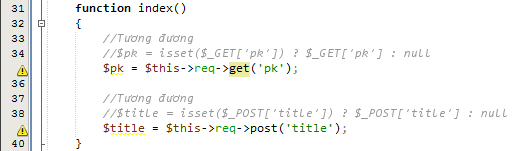 31 function index()
32 {
33 //Tương đương
34 //$pk = isset($_GET['pk']) ? $_GET['pk'] : null
$pk = $this->req->get('pk');
36
37 //Tương đương
38 //$title = isset($_POST['title']) ? $_POST['title'] : null
$title = $this->req->post('title');
40 }